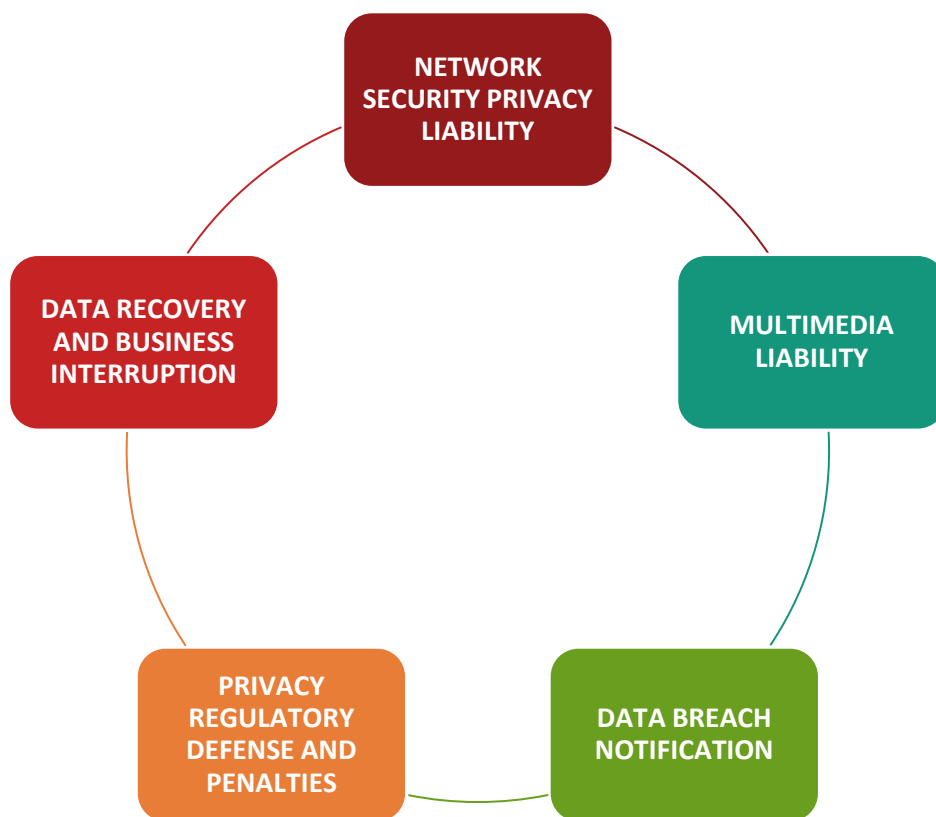 NETWORK
SECURITY PRIVACY
LIABILITY
MULTIMEDIA
LIABILITY
DATA BREACH
NOTIFICATION
PRIVACY
REGULATORY
DEFENSE AND
PENALTIES
DATA RECOVERY
AND BUSINESS
INTERRUPTION